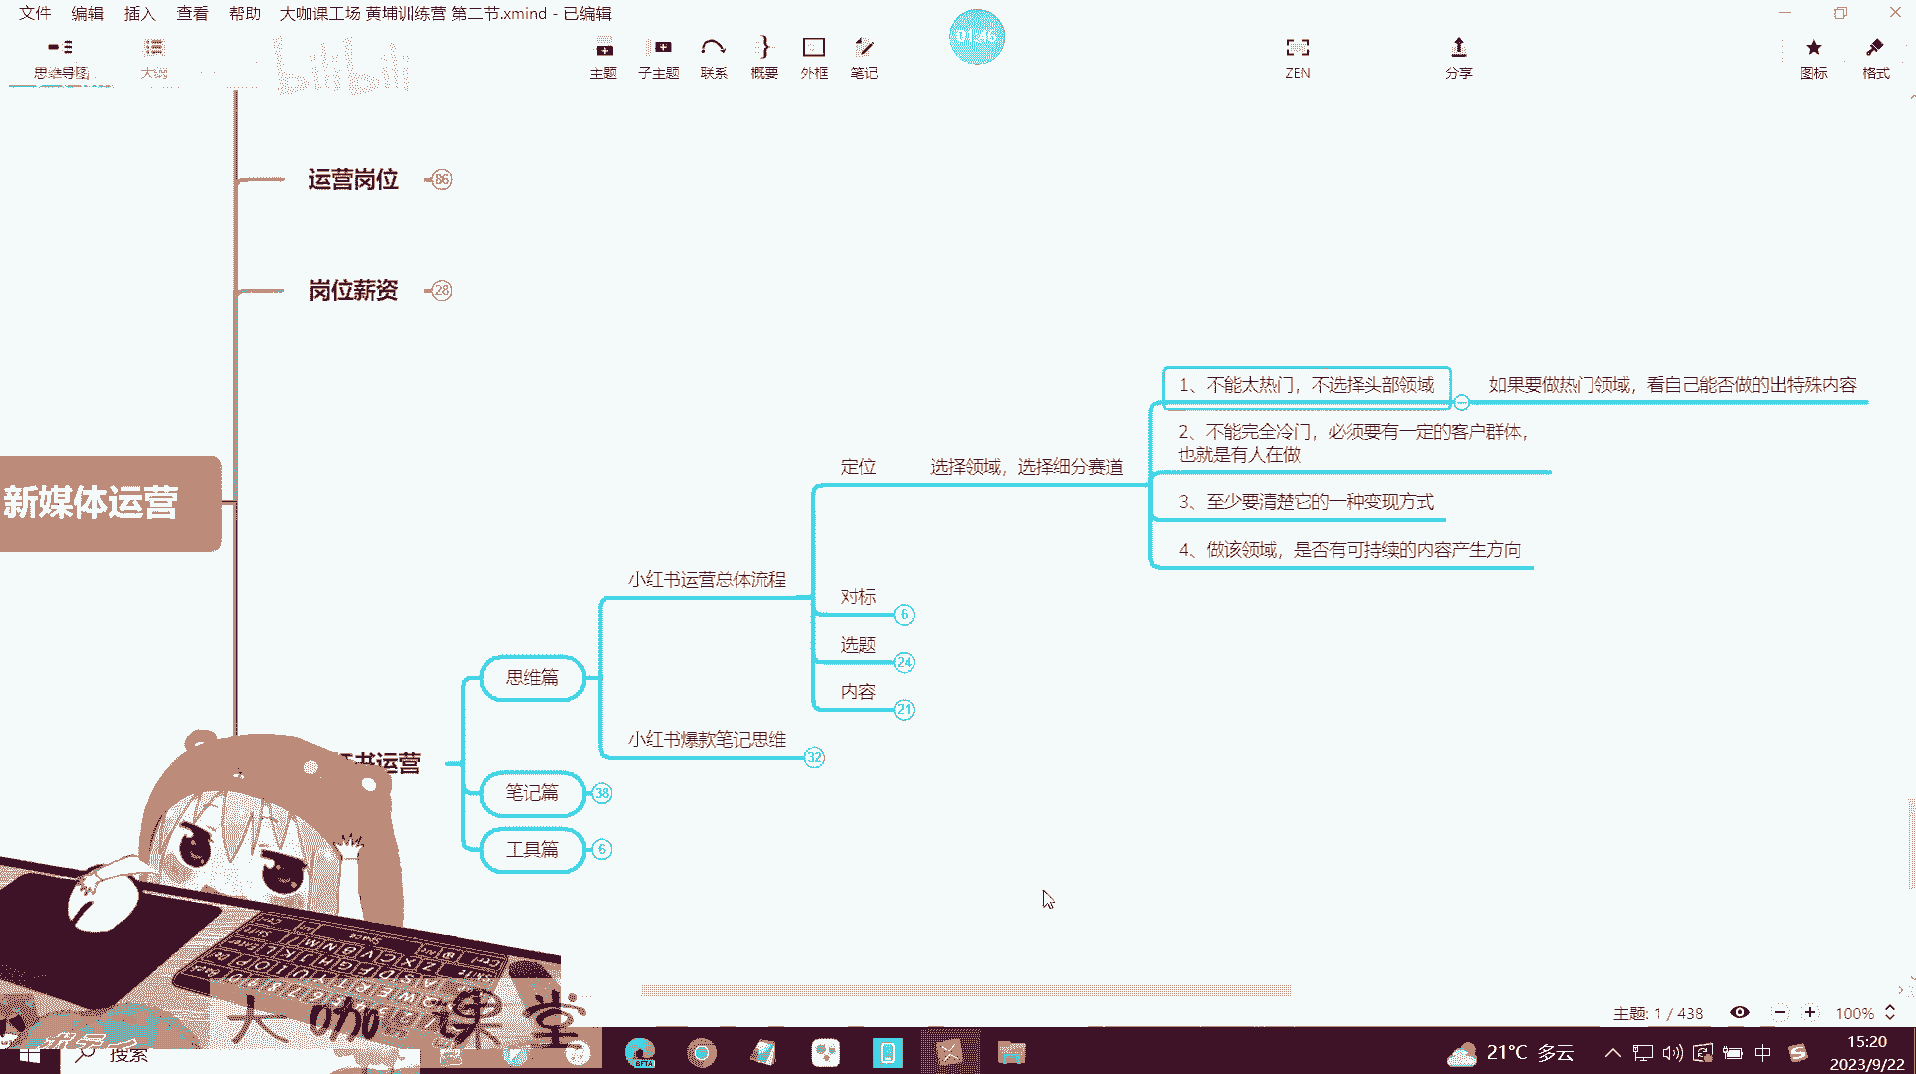 文件 编辑 插入 查看 帮助 大咖课工场 黄埔训练营 第二节.xmind - 已编辑
01:46
思维导图 大纲 bilibili 主题 子主题 联系 概要 外框 笔记 ZEN 分享 图标 格式
运营岗位 86
岗位薪资 28
新媒体运营
1、不能太热门，不选择头部领域
如果要做热门领域，看自己能否做的出特殊内容
2、不能完全冷门，必须要有一定的客户群体，
也就是有人在做
定位 选择领域，选择细分赛道
3、至少要清楚它的一种变现方式
4、做该领域，是否有可持续的内容产生方向
小红书运营总体流程
对标 6
选题 24
内容 21
思维篇
小红书爆款笔记思维 32
书运营
笔记篇 38
工具篇 6
大咖课堂
主题: 1 / 438 100%
搜索
BETA
21°C 多云
中
15:20
2023/9/22